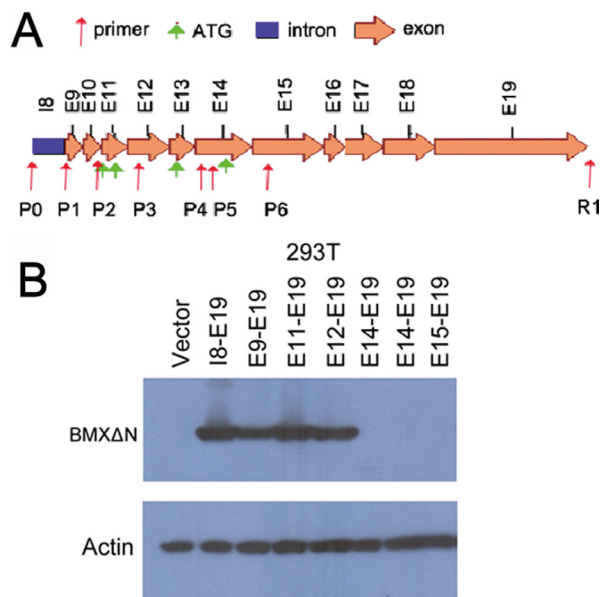 A
primer ATG intron exon
I8 E9 E10 E11 E12 E13 E14 E15 E16 E17 E18 E19
P0 P1 P2 P3 P4 P5 P6 R1
B
293T
Vector I8-E19 E9-E19 E11-E19 E12-E19 E14-E19 E14-E19 E15-E19
BMXΔN
Actin